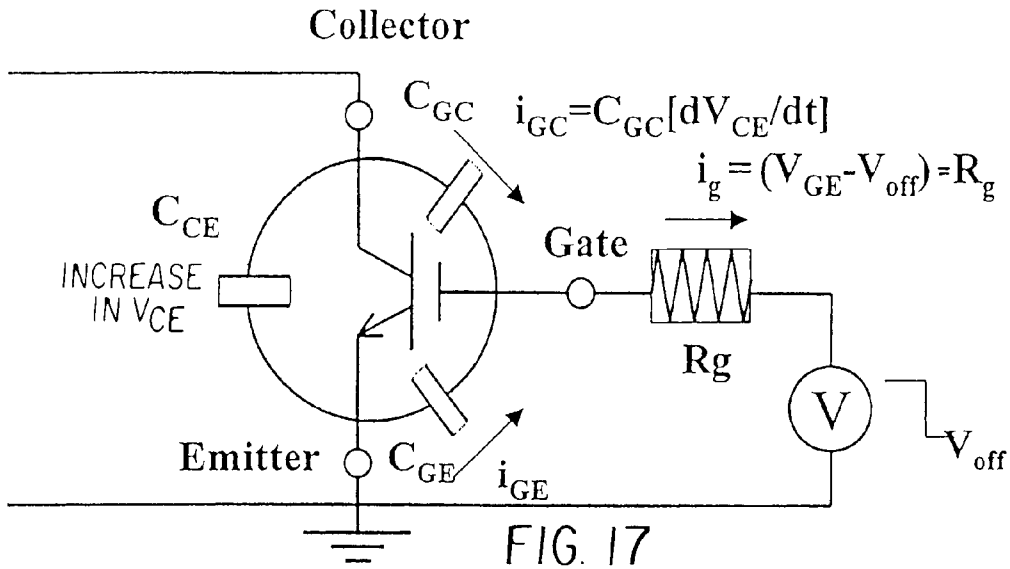 Collector
C_GC
i_GC=C_GC[dV_CE/dt]
i_g=(V_GE-V_off)=R_g
C_CE
Gate
INCREASE
IN V_CE
Rg
V
Emitter
C_GE
i_GE
V_off
FIG. 17